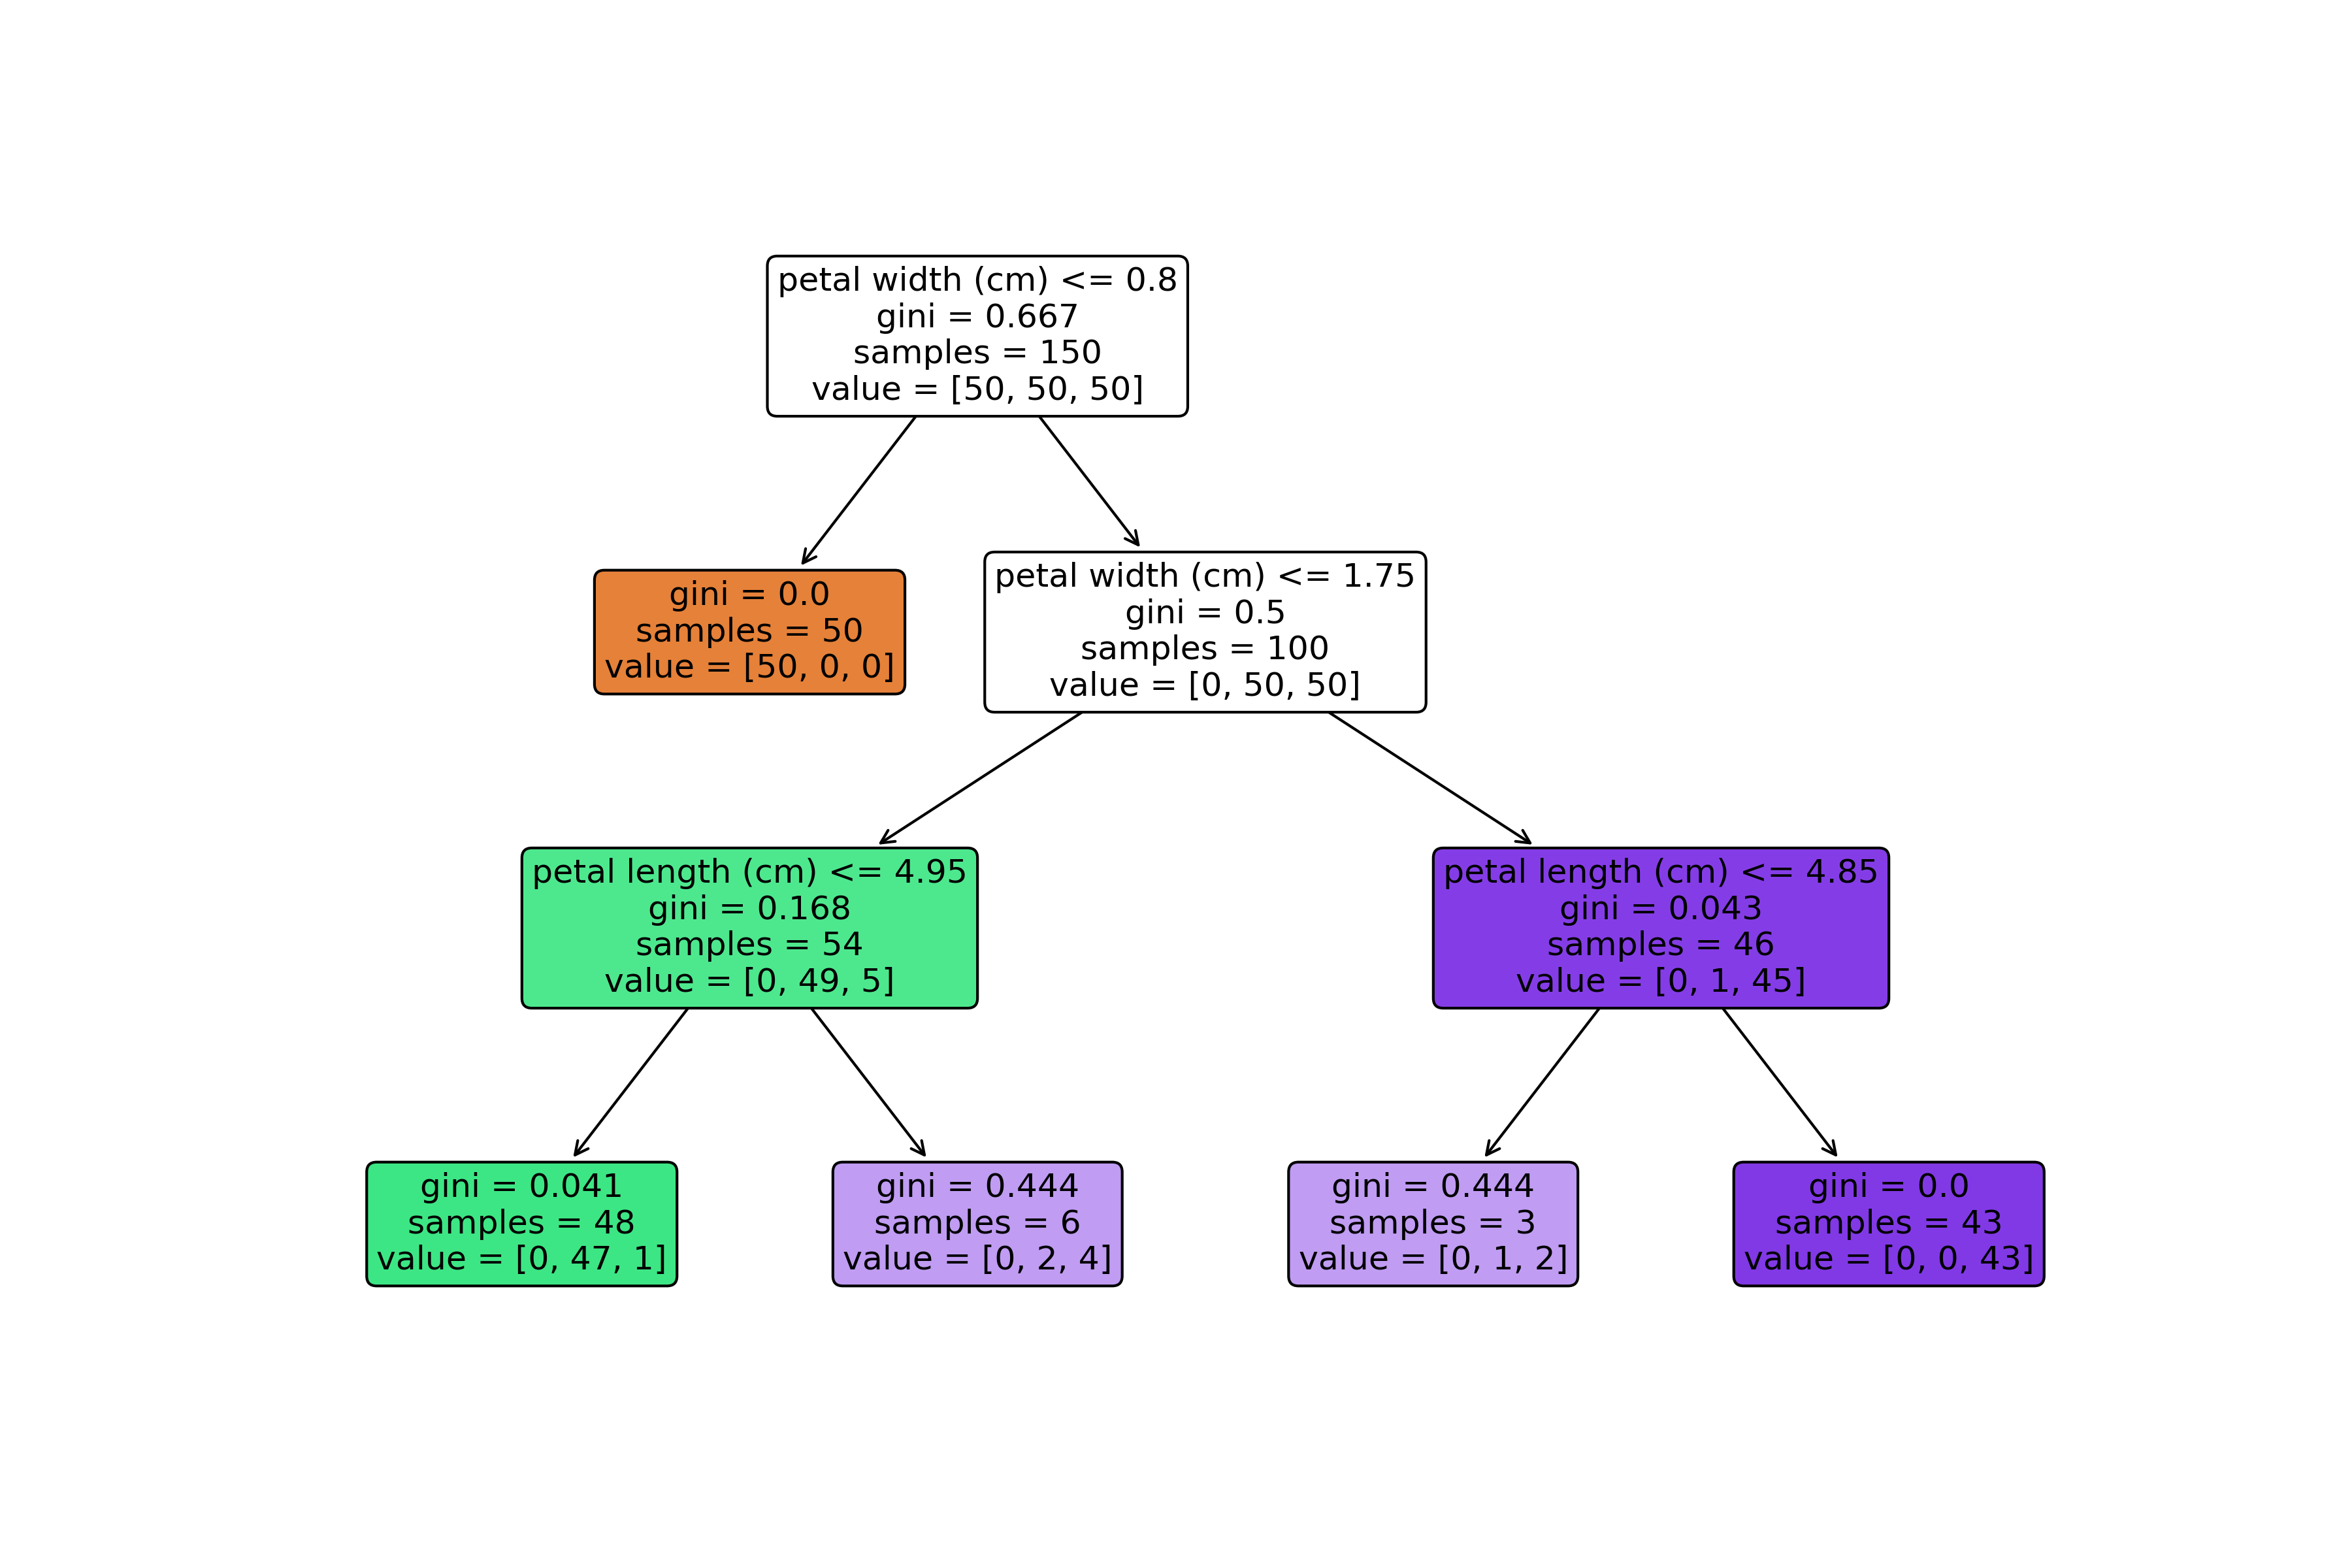 petal width (cm) <= 0.8
gini = 0.667
samples = 150
value = [50, 50, 50]
gini = 0.0
samples = 50
value = [50, 0, 0]
petal width (cm) <= 1.75
gini = 0.5
samples = 100
value = [0, 50, 50]
petal length (cm) <= 4.95
gini = 0.168
samples = 54
value = [0, 49, 5]
petal length (cm) <= 4.85
gini = 0.043
samples = 46
value = [0, 1, 45]
gini = 0.041
samples = 48
value = [0, 47, 1]
gini = 0.444
samples = 6
value = [0, 2, 4]
gini = 0.444
samples = 3
value = [0, 1, 2]
gini = 0.0
samples = 43
value = [0, 0, 43]